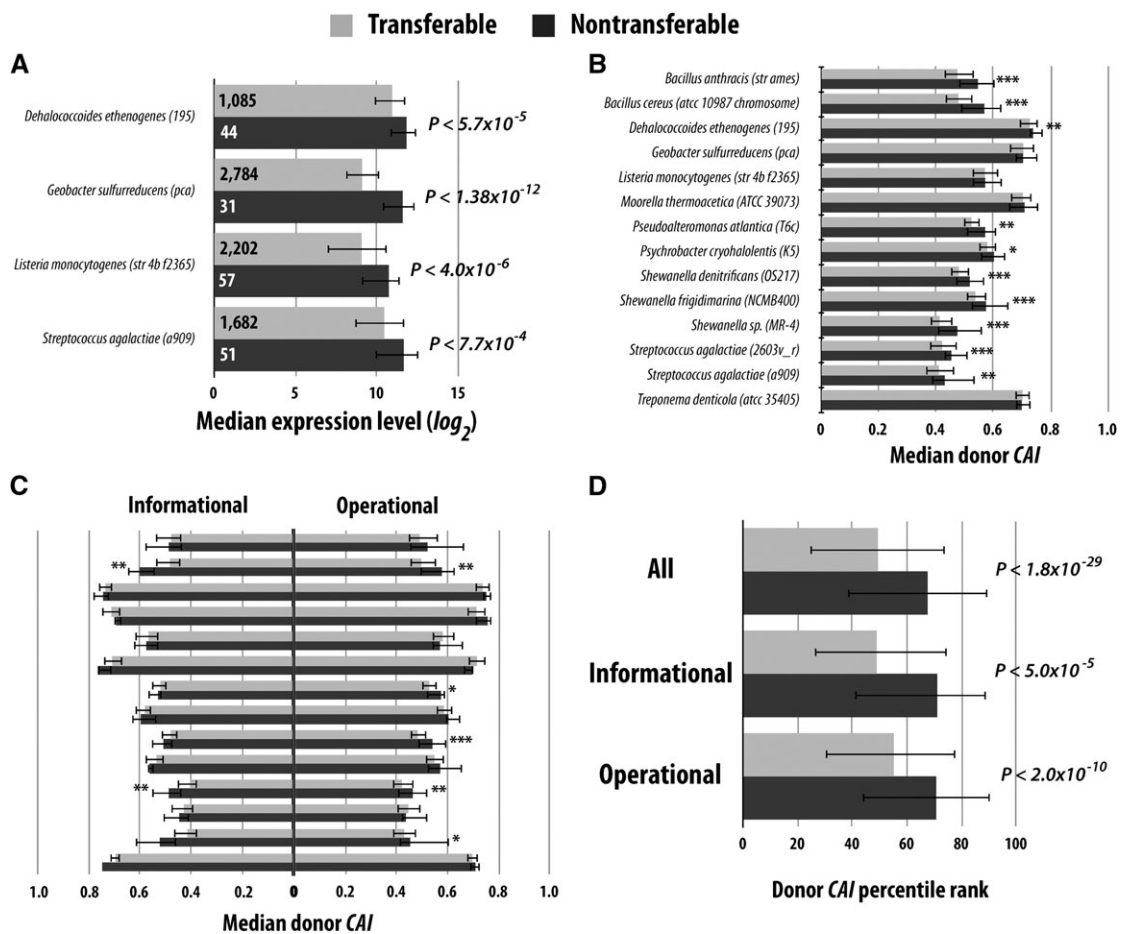 Transferable Nontransferable
A
Dehalococcoides ethenogenes (195)
1,085
44
P < 5.7x10-5
Geobacter sulfurreducens (pca)
2,784
31
P < 1.38x10-12
Listeria monocytogenes (str 4b f2365)
2,202
57
P < 4.0x10-6
Streptococcus agalactiae (a909)
1,682
51
P < 7.7x10-4
0 5 10 15
Median expression level (log2)
B
Bacillus anthracis (str ames) ***
Bacillus cereus (atcc 10987 chromosome) ***
Dehalococcoides ethenogenes (195) **
Geobacter sulfurreducens (pca)
Listeria monocytogenes (str 4b f2365)
Moorella thermoacetica (ATCC 39073)
Pseudoalteromonas atlantica (T6c) **
Psychrobacter cryohalolentis (K5) *
Shewanella denitrificans (OS217) ***
Shewanella frigidimarina (NCMB400) ***
Shewanella sp. (MR-4) ***
Streptococcus agalactiae (2603v_r) ***
Streptococcus agalactiae (a909) **
Treponema denticola (atcc 35405)
0 0.2 0.4 0.6 0.8 1.0
Median donor CAI
C
Informational Operational
** **
*
***
** **
*
1.0 0.8 0.6 0.4 0.2 0 0.2 0.4 0.6 0.8 1.0
Median donor CAI
D
All
P < 1.8x10-29
Informational
P < 5.0x10-5
Operational
P < 2.0x10-10
0 20 40 60 80 100
Donor CAI percentile rank